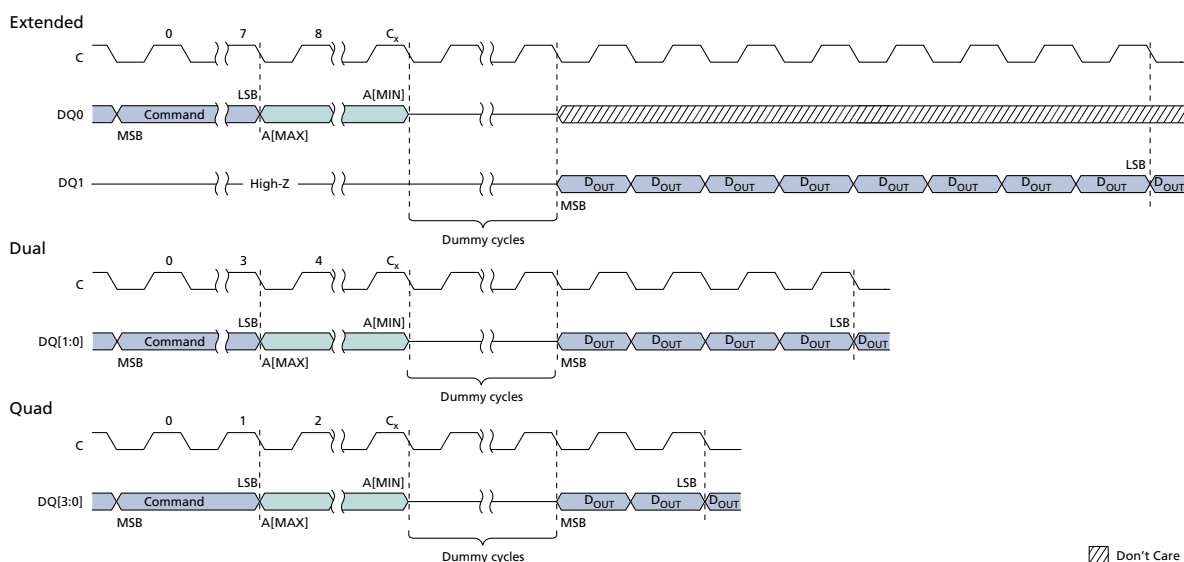 Extended
0 7 8 Cx
C
LSB A[MIN]
DQ0 Command
MSB A[MAX]
LSB
DQ1 High-Z DOUT DOUT DOUT DOUT DOUT DOUT DOUT DOUT DOUT
MSB
Dummy cycles
Dual
0 3 4 Cx
C
LSB A[MIN] LSB
DQ[1:0] Command DOUT DOUT DOUT DOUT DOUT
MSB A[MAX] MSB
Dummy cycles
Quad
0 1 2 Cx
C
LSB A[MIN] LSB
DQ[3:0] Command DOUT DOUT DOUT
MSB A[MAX] MSB
Dummy cycles
Don't Care